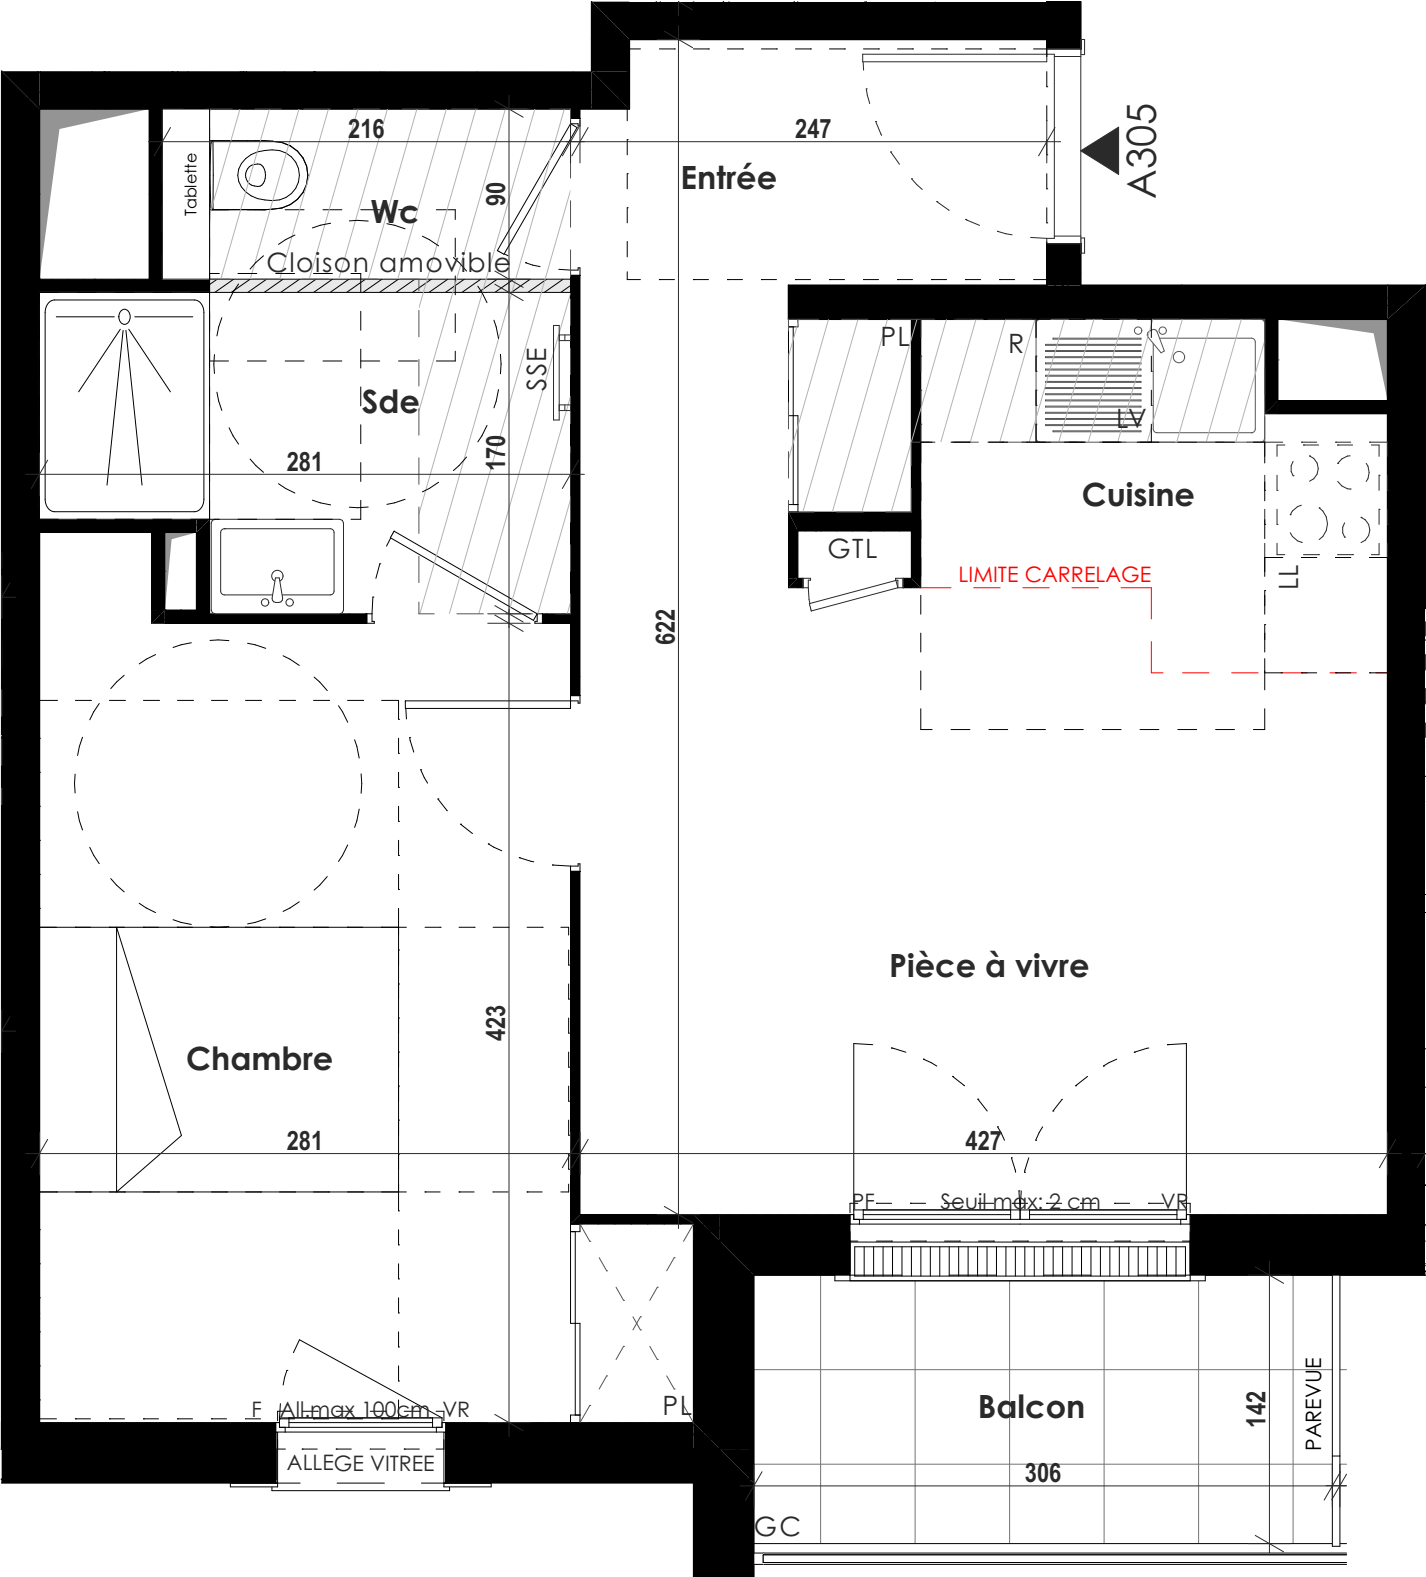 216
247
A305
Tablette
Entrée
90
Wc
Cloison amovible
PL
R
SSE
LV
Sde
170
281
Cuisine
GTL
LIMITE CARRELAGE
LL
622
Pièce à vivre
423
Chambre
281
427
PF
Seuil max: 2 cm
VR
X
PL
F
All.max 100cm
VR
ALLEGE VITREE
Balcon
142
PAREVUE
306
GC